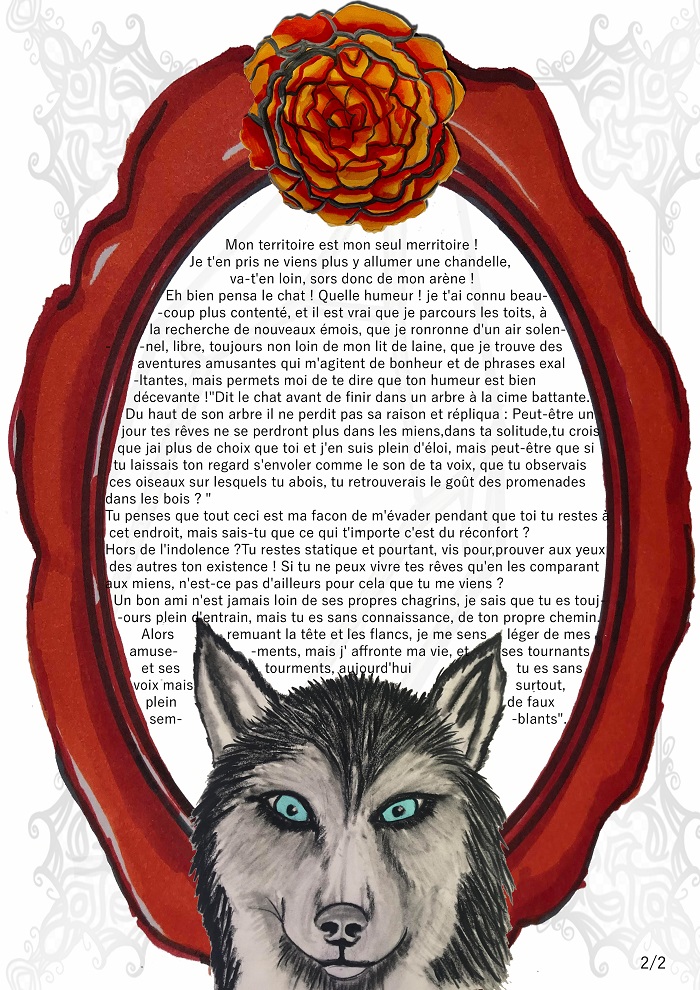 Mon territoire est mon seul merritoire !
Je t'en pris ne viens plus y allumer une chandelle,
va-t'en loin, sors donc de mon arène !
Eh bien pensa le chat ! Quelle humeur ! je t'ai connu beau-
-coup plus contenté, et il est vrai que je parcours les toits, à
la recherche de nouveaux émois, que je ronronne d'un air solen-
-nel, libre, toujours non loin de mon lit de laine, que je trouve des
aventures amusantes qui m'agitent de bonheur et de phrases exal
-ltantes, mais permets moi de te dire que ton humeur est bien
décevante !"Dit le chat avant de finir dans un arbre à la cime battante.
Du haut de son arbre il ne perdit pas sa raison et répliqua : Peut-être un
jour tes rêves ne se perdront plus dans les miens,dans ta solitude,tu crois
que jai plus de choix que toi et j'en suis plein d'éloi, mais peut-être que si
tu laissais ton regard s'envoler comme le son de ta voix, que tu observais
ces oiseaux sur lesquels tu abois, tu retrouverais le goût des promenades
dans les bois ? "
Tu penses que tout ceci est ma facon de m'évader pendant que toi tu restes à
cet endroit, mais sais-tu que ce qui t'importe c'est du réconfort ?
Hors de l'indolence ?Tu restes statique et pourtant, vis pour,prouver aux yeux
des autres ton existence ! Si tu ne peux vivre tes rêves qu'en les comparant
aux miens, n'est-ce pas d'ailleurs pour cela que tu me viens ?
Un bon ami n'est jamais loin de ses propres chagrins, je sais que tu es touj-
-ours plein d'entrain, mais tu es sans connaissance, de ton propre chemin.
Alors remuant la tête et les flancs, je me sens léger de mes
amuse- -ments, mais j' affronte ma vie, et ses tournants
et ses tourments, aujourd'hui tu es sans
voix mais surtout,
plein de faux
sem- -blants".
2/2